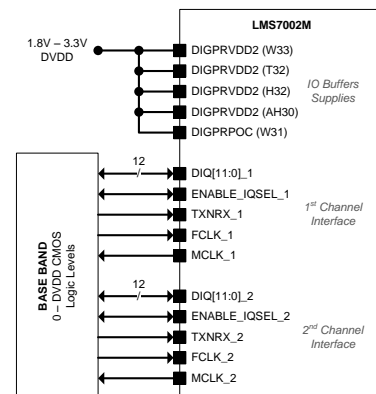 LMS7002M
1.8V – 3.3V
DVDD
DIGPRVDD2 (W33)
DIGPRVDD2 (T32)
DIGPRVDD2 (H32)
DIGPRVDD2 (AH30)
DIGPRPOC (W31)
IO Buffers
Supplies
BASE BAND
0 – DVDD CMOS
Logic Levels
12
DIQ[11:0]_1
ENABLE_IQSEL_1
TXNRX_1
FCLK_1
MCLK_1
1st Channel
Interface
12
DIQ[11:0]_2
ENABLE_IQSEL_2
TXNRX_2
FCLK_2
MCLK_2
2nd Channel
Interface